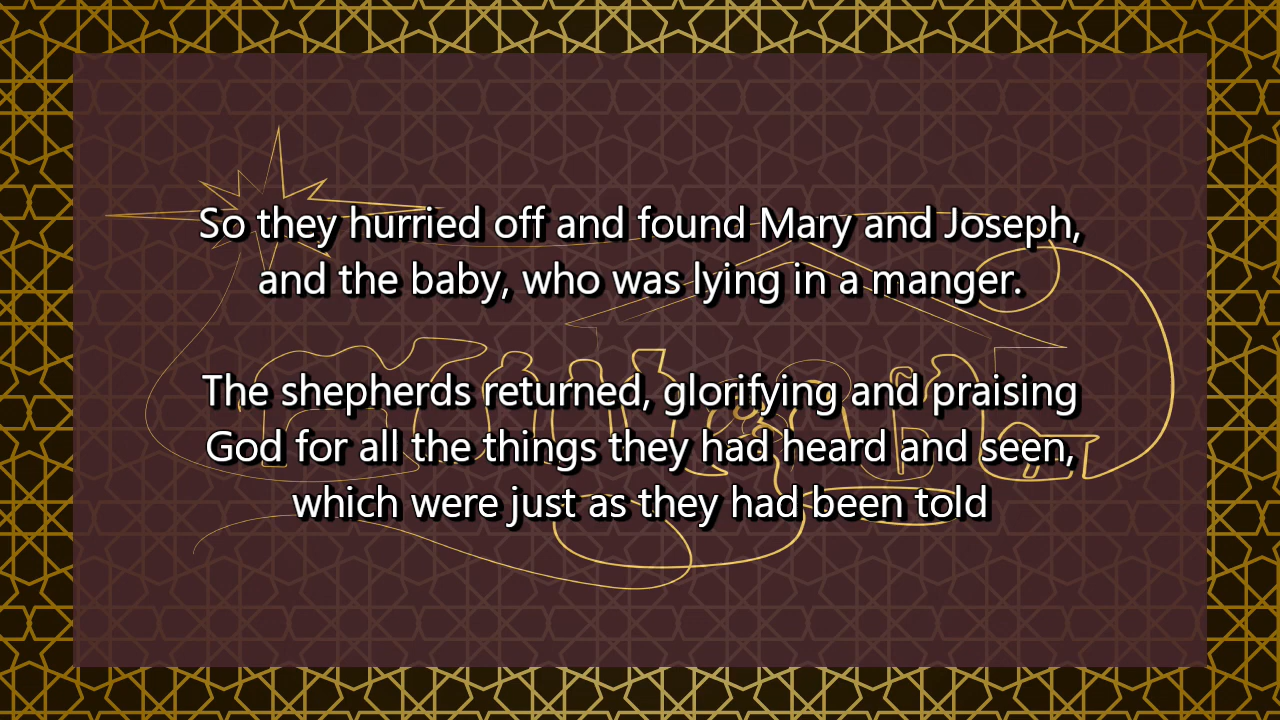 So they hurried off and found Mary and Joseph,
and the baby, who was lying in a manger.
The shepherds returned, glorifying and praising
God for all the things they had heard and seen,
which were just as they had been told